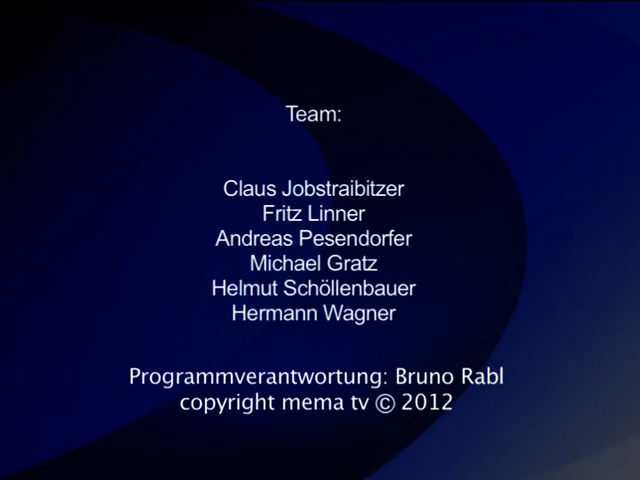 Team:
Claus Jobstraibitzer
Fritz Linner
Andreas Pesendorfer
Michael Gratz
Helmut Schöllenbauer
Hermann Wagner
Programmverantwortung: Bruno Rabl
copyright mema tv © 2012